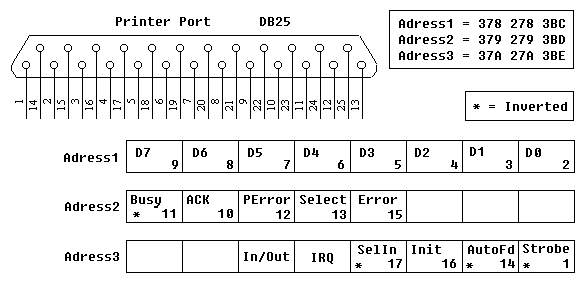 Printer Port DB25
Adress1 = 378 278 3BC
Adress2 = 379 279 3BD
Adress3 = 37A 27A 3BE
* = Inverted
1 14 2 15 3 16 4 17 5 18 6 19 7 20 8 21 9 22 10 23 11 24 12 25 13
Adress1 D7 9 D6 8 D5 7 D4 6 D3 5 D2 4 D1 3 D0 2
Adress2 Busy * 11 ACK 10 PError 12 Select 13 Error 15
Adress3 In/Out IRQ SelIn * 17 Init 16 AutoFd * 14 Strobe * 1